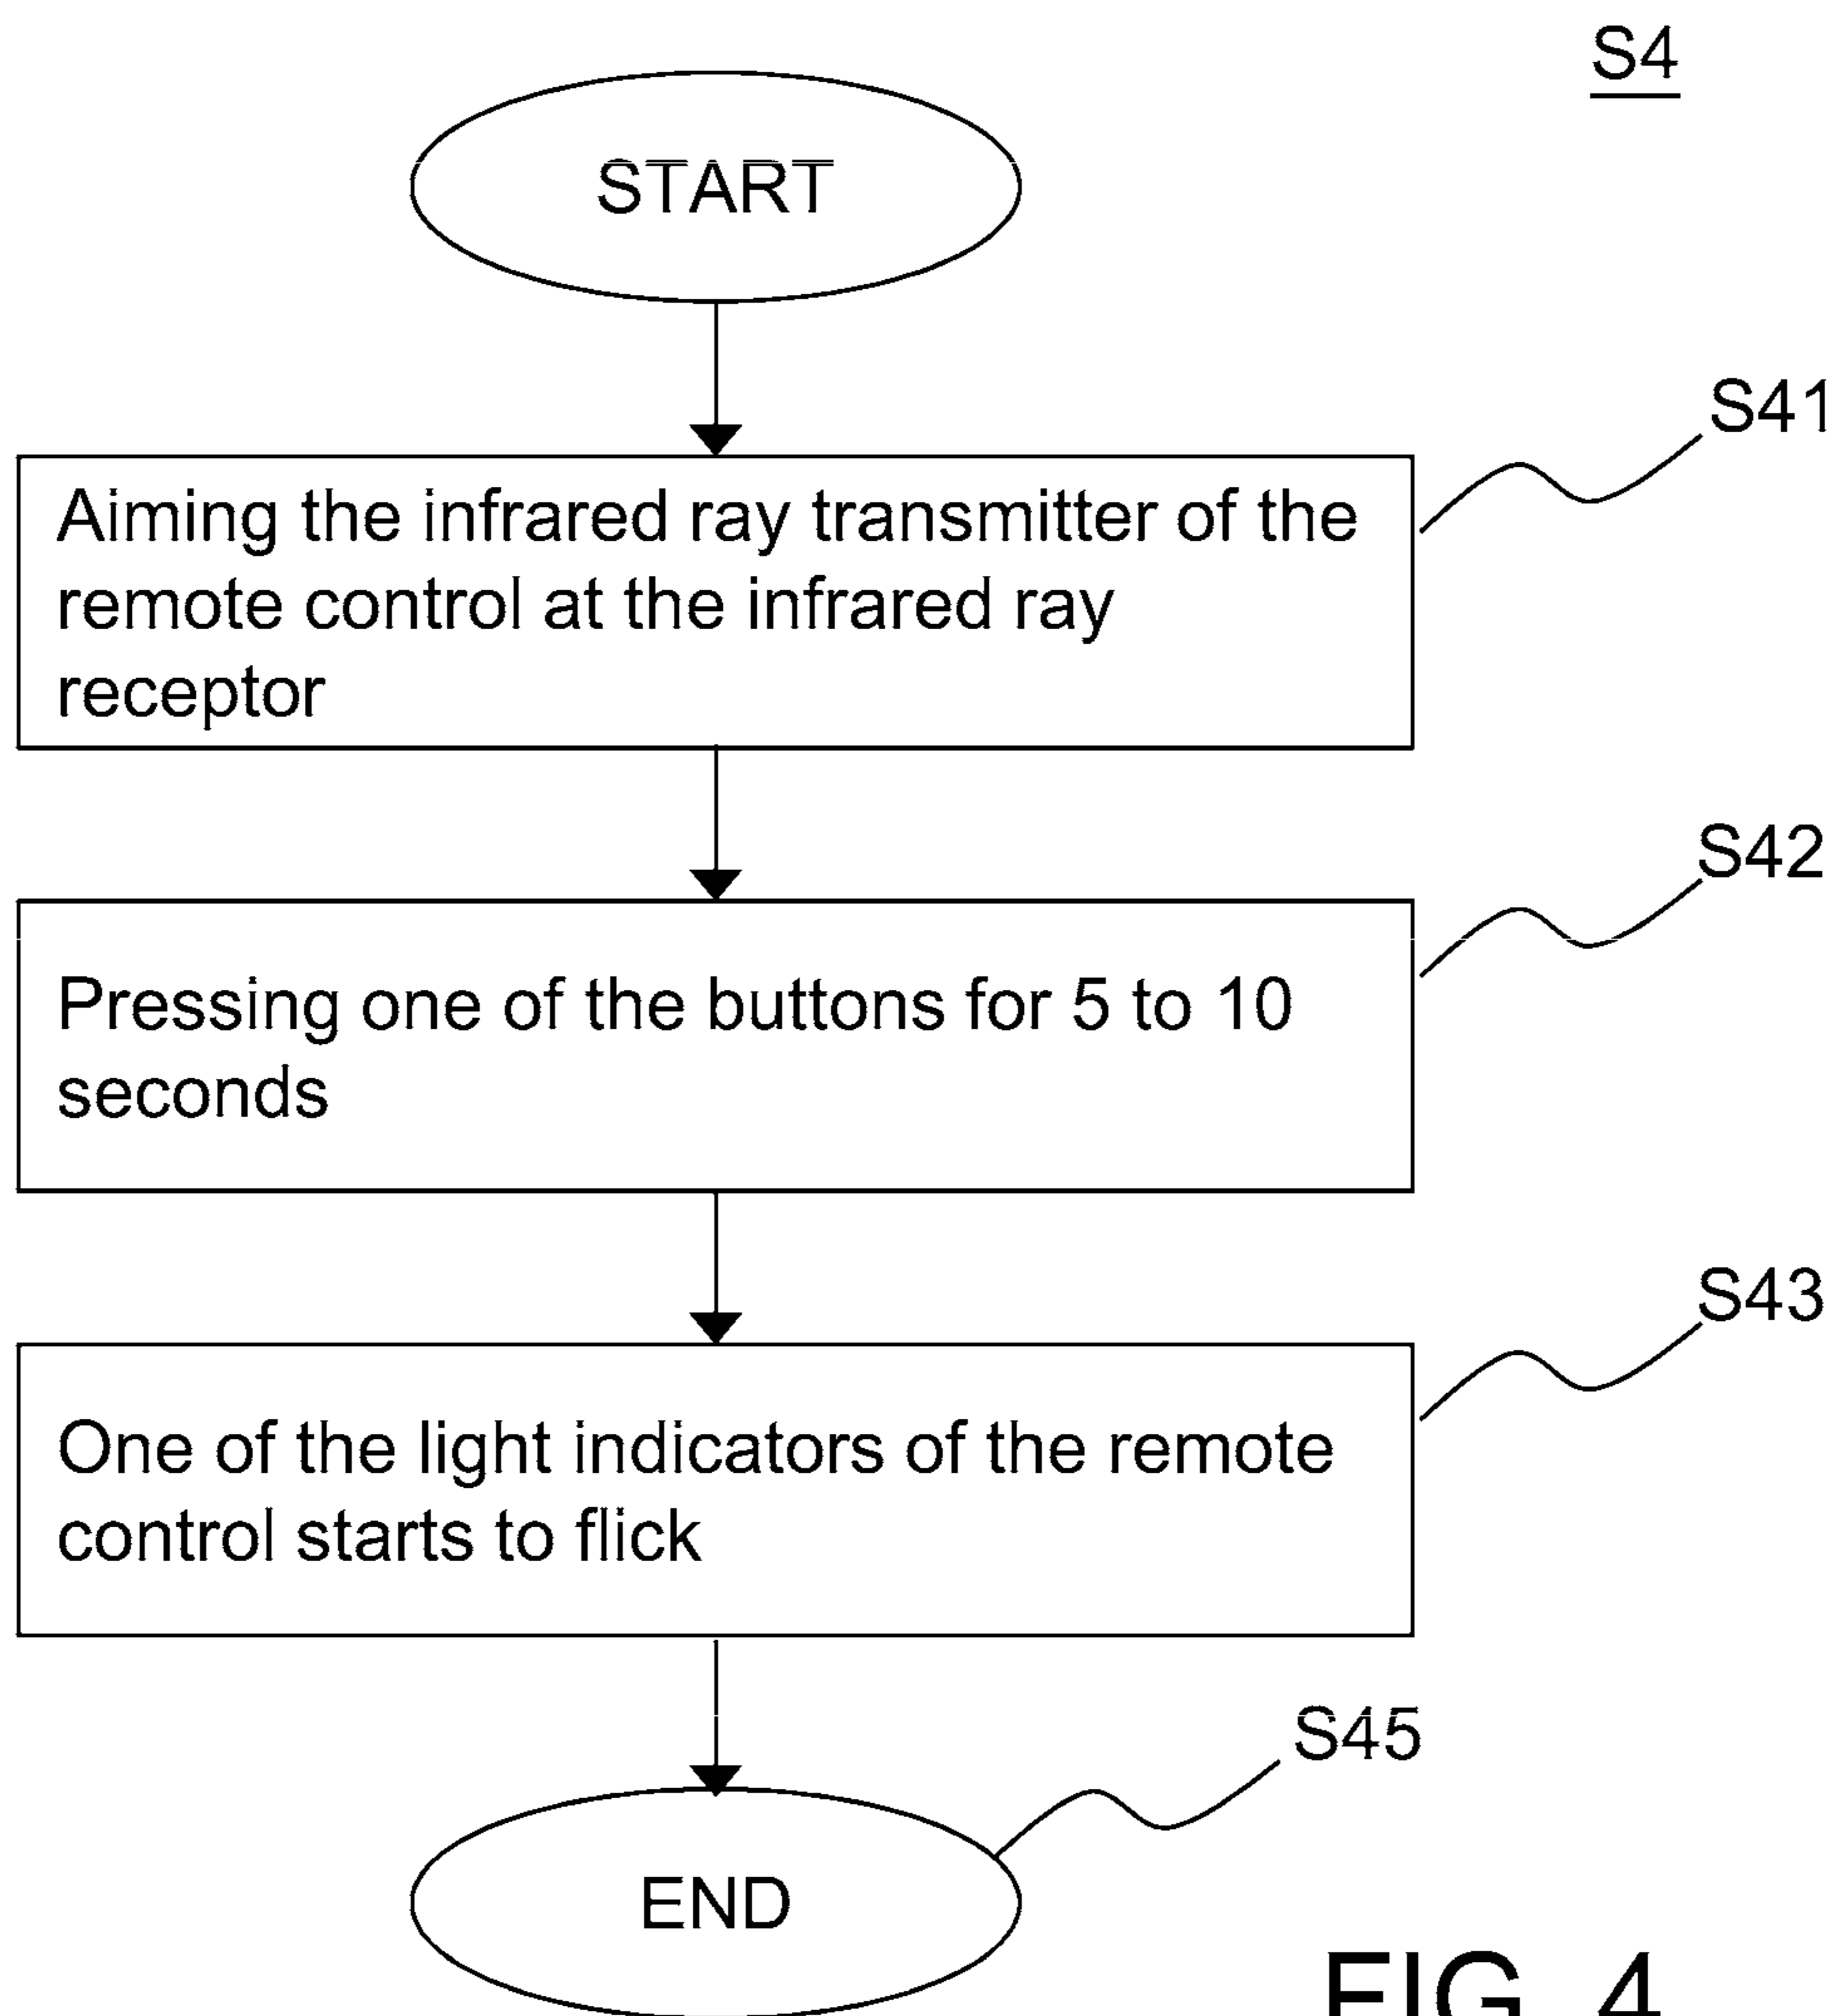 S4
START
S41
Aiming the infrared ray transmitter of the
remote control at the infrared ray
receptor
S42
Pressing one of the buttons for 5 to 10
seconds
S43
One of the light indicators of the remote
control starts to flick
S45
END
FIG. 4